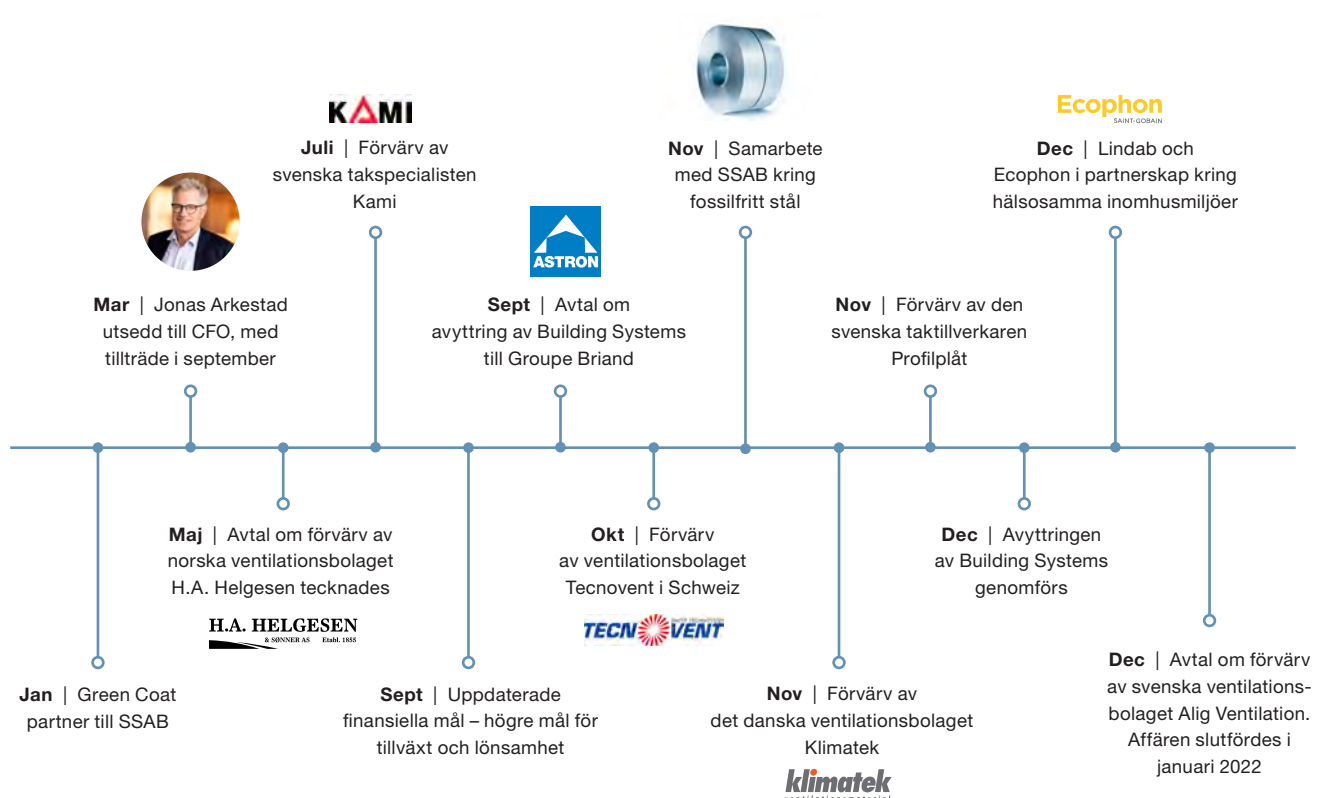 KAMI
Juli | Förvärv av
svenska takspecialisten
Kami
Nov | Samarbete
med SSAB kring
fossilfritt stål
Ecophon
SAINT-GOBAIN
Dec | Lindab och
Ecophon i partnerskap kring
hälsosamma inomhusmiljöer
Mar | Jonas Arkestad
utsedd till CFO, med
tillträde i september
ASTRON
Sept | Avtal om
avyttring av Building Systems
till Groupe Briand
Nov | Förvärv av den
svenska taktillverkaren
Profilplåt
Maj | Avtal om förvärv av
norska ventilationsbolaget
H.A. Helgesen tecknades
H.A. HELGESEN
& SØNNER AS Etabl. 1855
Okt | Förvärv
av ventilationsbolaget
Tecnovent i Schweiz
TECNOVENT
Dec | Avyttringen
av Building Systems
genomförs
Jan | Green Coat
partner till SSAB
Sept | Uppdaterade
finansiella mål – högre mål för
tillväxt och lönsamhet
Nov | Förvärv av
det danska ventilationsbolaget
Klimatek
klimatek
Dec | Avtal om förvärv
av svenska ventilations-
bolaget Alig Ventilation.
Affären slutfördes i
januari 2022